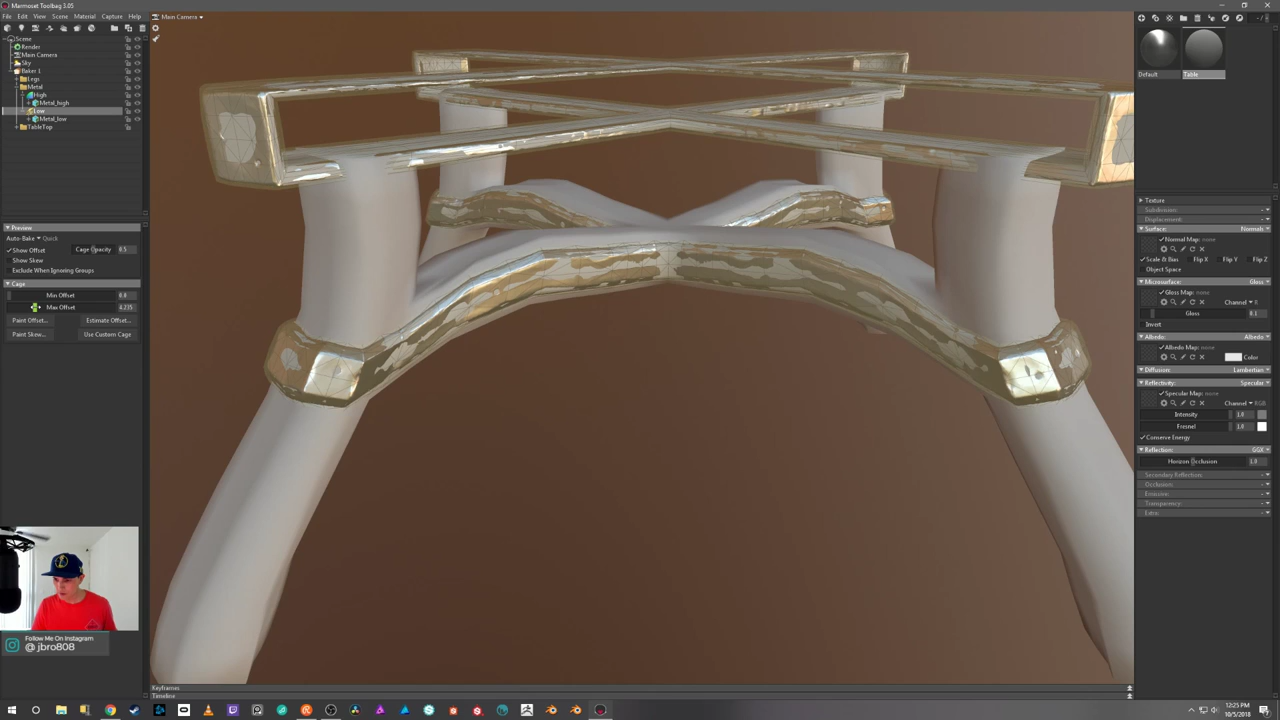 Marmoset Toolbag 3.05
File Edit View Scene Material Capture Help
Main Camera
Scene
Render
Main Camera
Sky
Baker 1
Legs
Metal
High
Metal_high
Low
Metal_low
TableTop
Default Table
Preview
Auto-Bake Quick
Show Offset Cage Opacity 0.5
Show Skew
Exclude When Ignoring Groups
Cage
Min Offset 0.0
Max Offset 4.235
Paint Offset... Estimate Offset...
Paint Skew... Use Custom Cage
Texture
Subdivision:
Displacement:
Surface: Normals
Normal Map: none
Scale & Bias Flip X Flip Y Flip Z
Object Space
Microsurface: Gloss
Gloss Map: none
Channel R
Gloss 0.1
Invert
Albedo: Albedo
Albedo Map: none
Color
Diffusion: Lambertian
Reflectivity: Specular
Specular Map: none
Channel RGB
Intensity 1.0
Fresnel 1.0
Conserve Energy
Reflection: GGX
Horizon Occlusion 1.0
Secondary Reflection:
Occlusion:
Emissive:
Transparency:
Extra:
Follow Me On Instagram
@ jbro808
Keyframes
Timeline
12:25 PM
10/5/2018